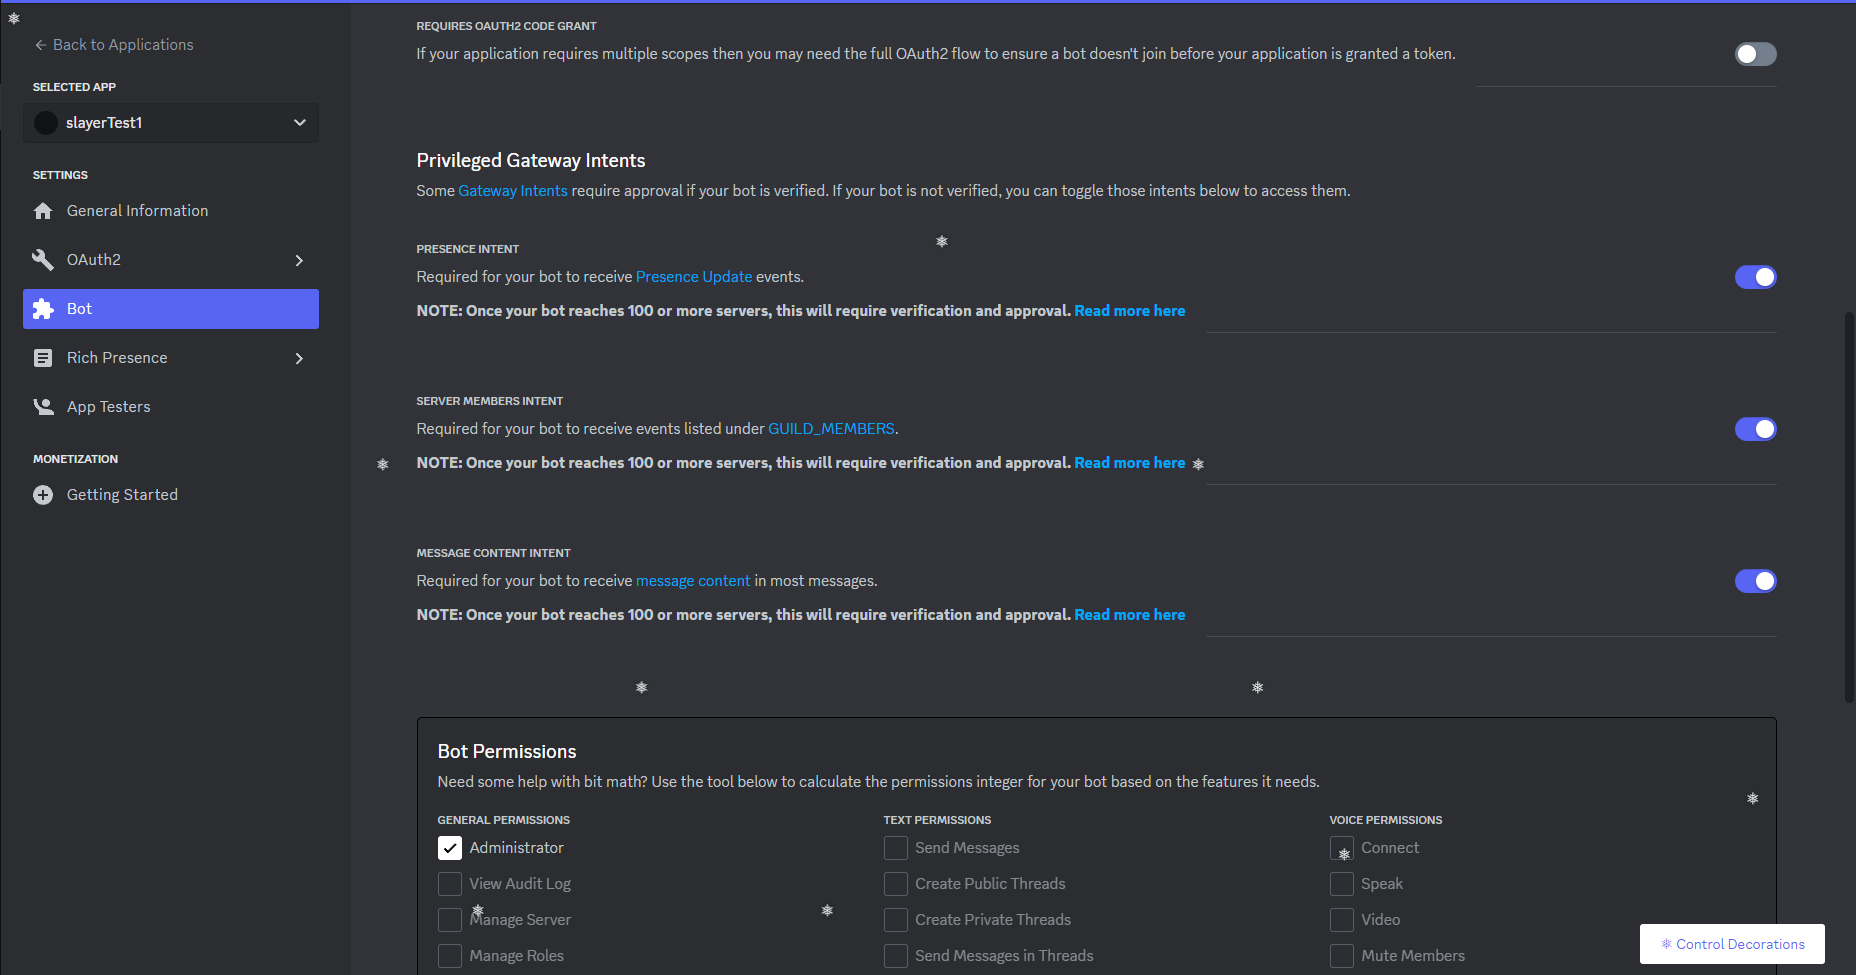 Back to Applications
SELECTED APP
slayerTest1
SETTINGS
General Information
OAuth2
Bot
Rich Presence
App Testers
MONETIZATION
Getting Started
REQUIRES OAUTH2 CODE GRANT
If your application requires multiple scopes then you may need the full OAuth2 flow to ensure a bot doesn't join before your application is granted a token.
Privileged Gateway Intents
Some Gateway Intents require approval if your bot is verified. If your bot is not verified, you can toggle those intents below to access them.
PRESENCE INTENT
Required for your bot to receive Presence Update events.
NOTE: Once your bot reaches 100 or more servers, this will require verification and approval. Read more here
SERVER MEMBERS INTENT
Required for your bot to receive events listed under GUILD_MEMBERS.
NOTE: Once your bot reaches 100 or more servers, this will require verification and approval. Read more here
MESSAGE CONTENT INTENT
Required for your bot to receive message content in most messages.
NOTE: Once your bot reaches 100 or more servers, this will require verification and approval. Read more here
Bot Permissions
Need some help with bit math? Use the tool below to calculate the permissions integer for your bot based on the features it needs.
GENERAL PERMISSIONS
Administrator
View Audit Log
Manage Server
Manage Roles
TEXT PERMISSIONS
Send Messages
Create Public Threads
Create Private Threads
Send Messages in Threads
VOICE PERMISSIONS
Connect
Speak
Video
Mute Members
Control Decorations